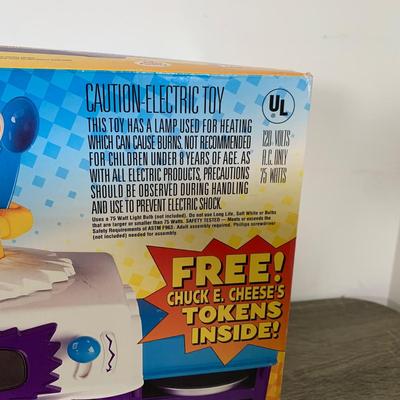 CAUTION-ELECTRIC TOY
THIS TOY HAS A LAMP USED FOR HEATING
WHICH CAN CAUSE BURNS. NOT RECOMMENDED
FOR CHILDREN UNDER 8 YEARS OF AGE. AS
WITH ALL ELECTRIC PRODUCTS, PRECAUTIONS
SHOULD BE OBSERVED DURING HANDLING
AND USE TO PREVENT ELECTRIC SHOCK.
Uses a 75 Watt Light Bulb (not included). Do not use Long Life, Soft White or Bulbs
that are larger or smaller than 75 Watts. SAFETY TESTED — Meets or exceeds the
Safety Requirements of ASTM F963. Adult assembly required. Phillips screwdriver
(not included) needed for assembly.
UL
®
120 VOLTS
A.C. ONLY
75 WATTS
FREE!
CHUCK E. CHEESE'S
TOKENS
INSIDE!